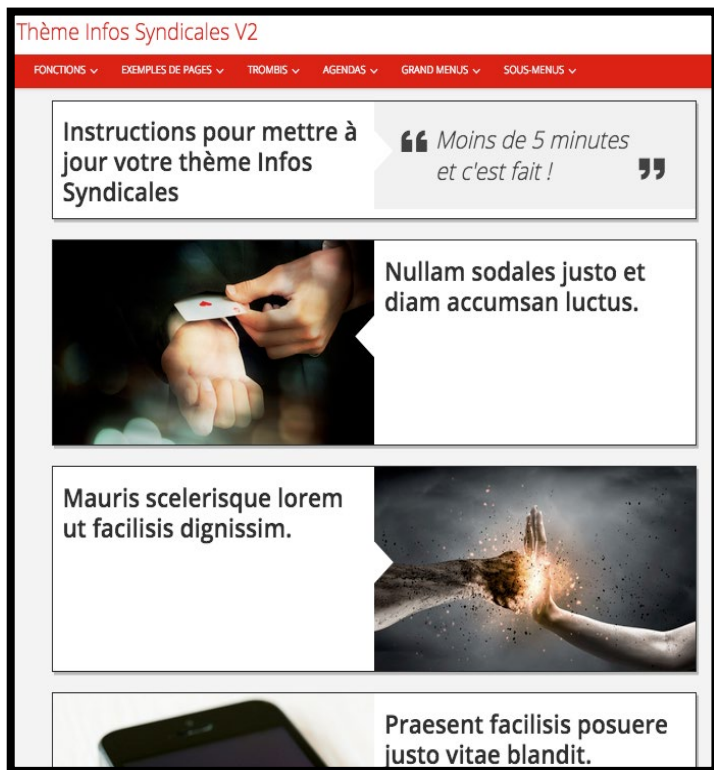 Thème Infos Syndicales V2
FONCTIONS EXEMPLES DE PAGES TROMBIS AGENDAS GRAND MENUS SOUS-MENUS
Instructions pour mettre à
jour votre thème Infos
Syndicales
❝ Moins de 5 minutes
et c'est fait ! ❞
Nullam sodales justo et
diam accumsan luctus.
Mauris scelerisque lorem
ut facilisis dignissim.
Praesent facilisis posuere
justo vitae blandit.